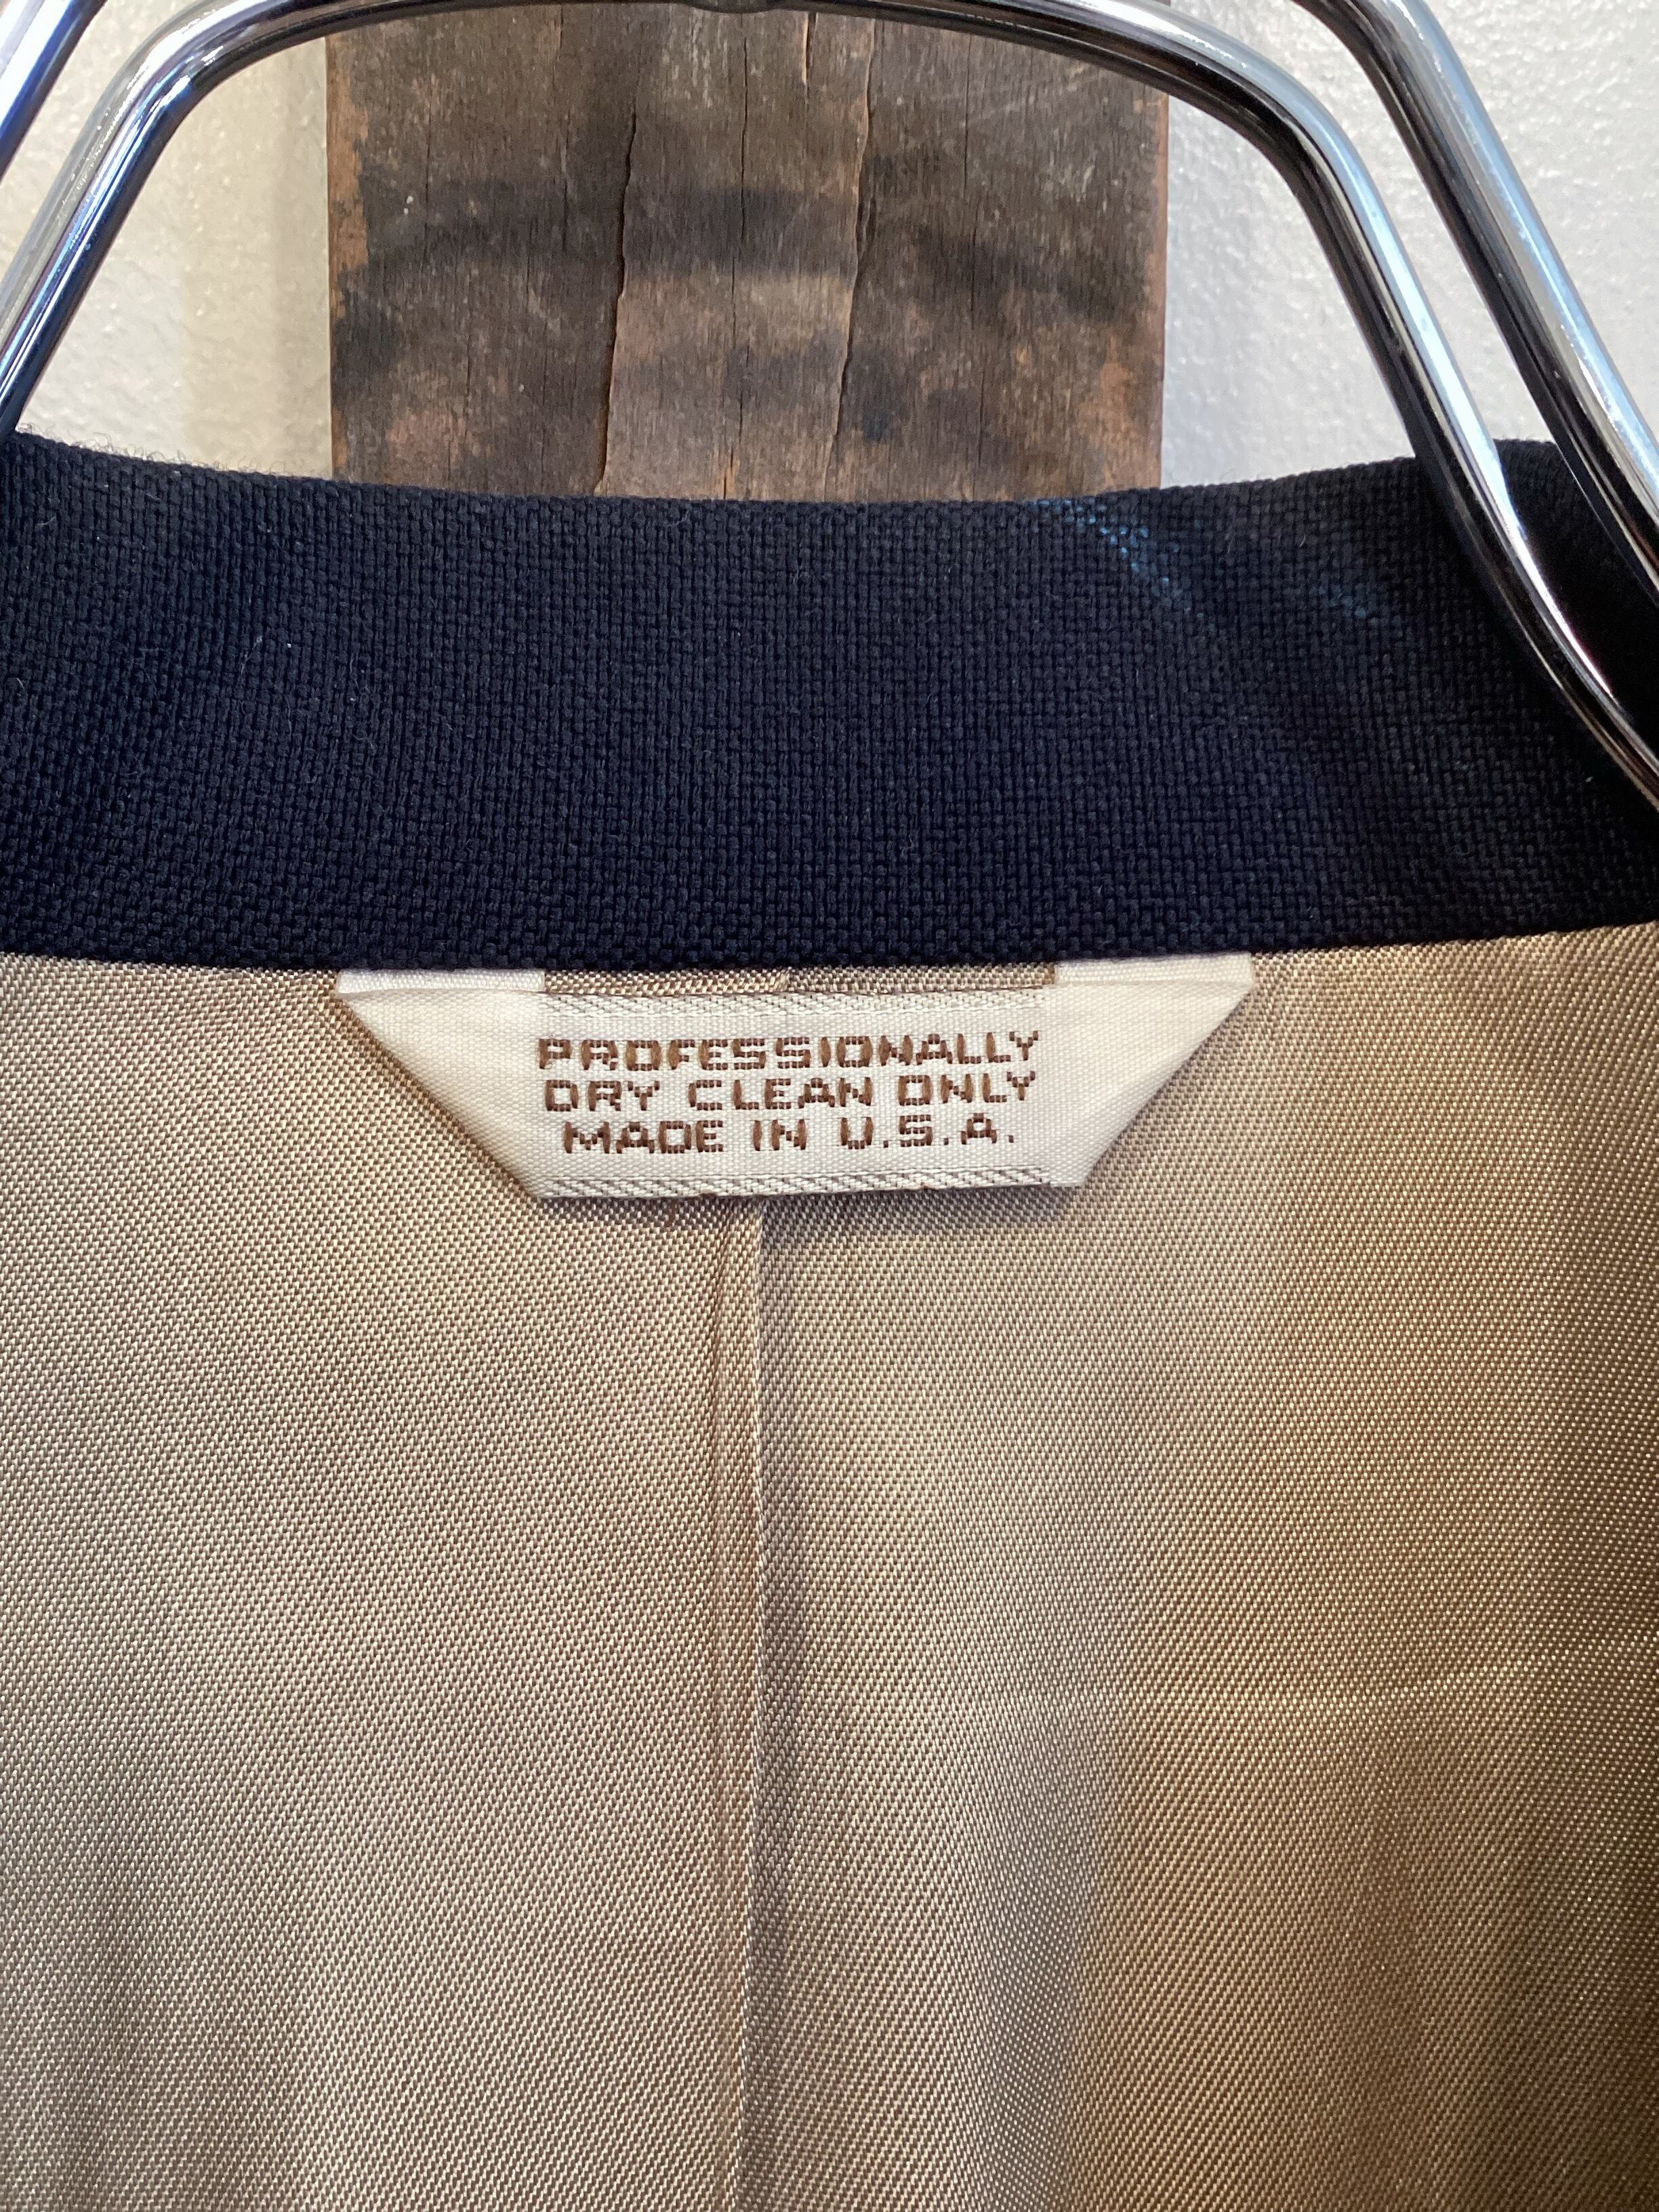 PROFESSIONALLY
DRY CLEAN ONLY
MADE IN U.S.A.